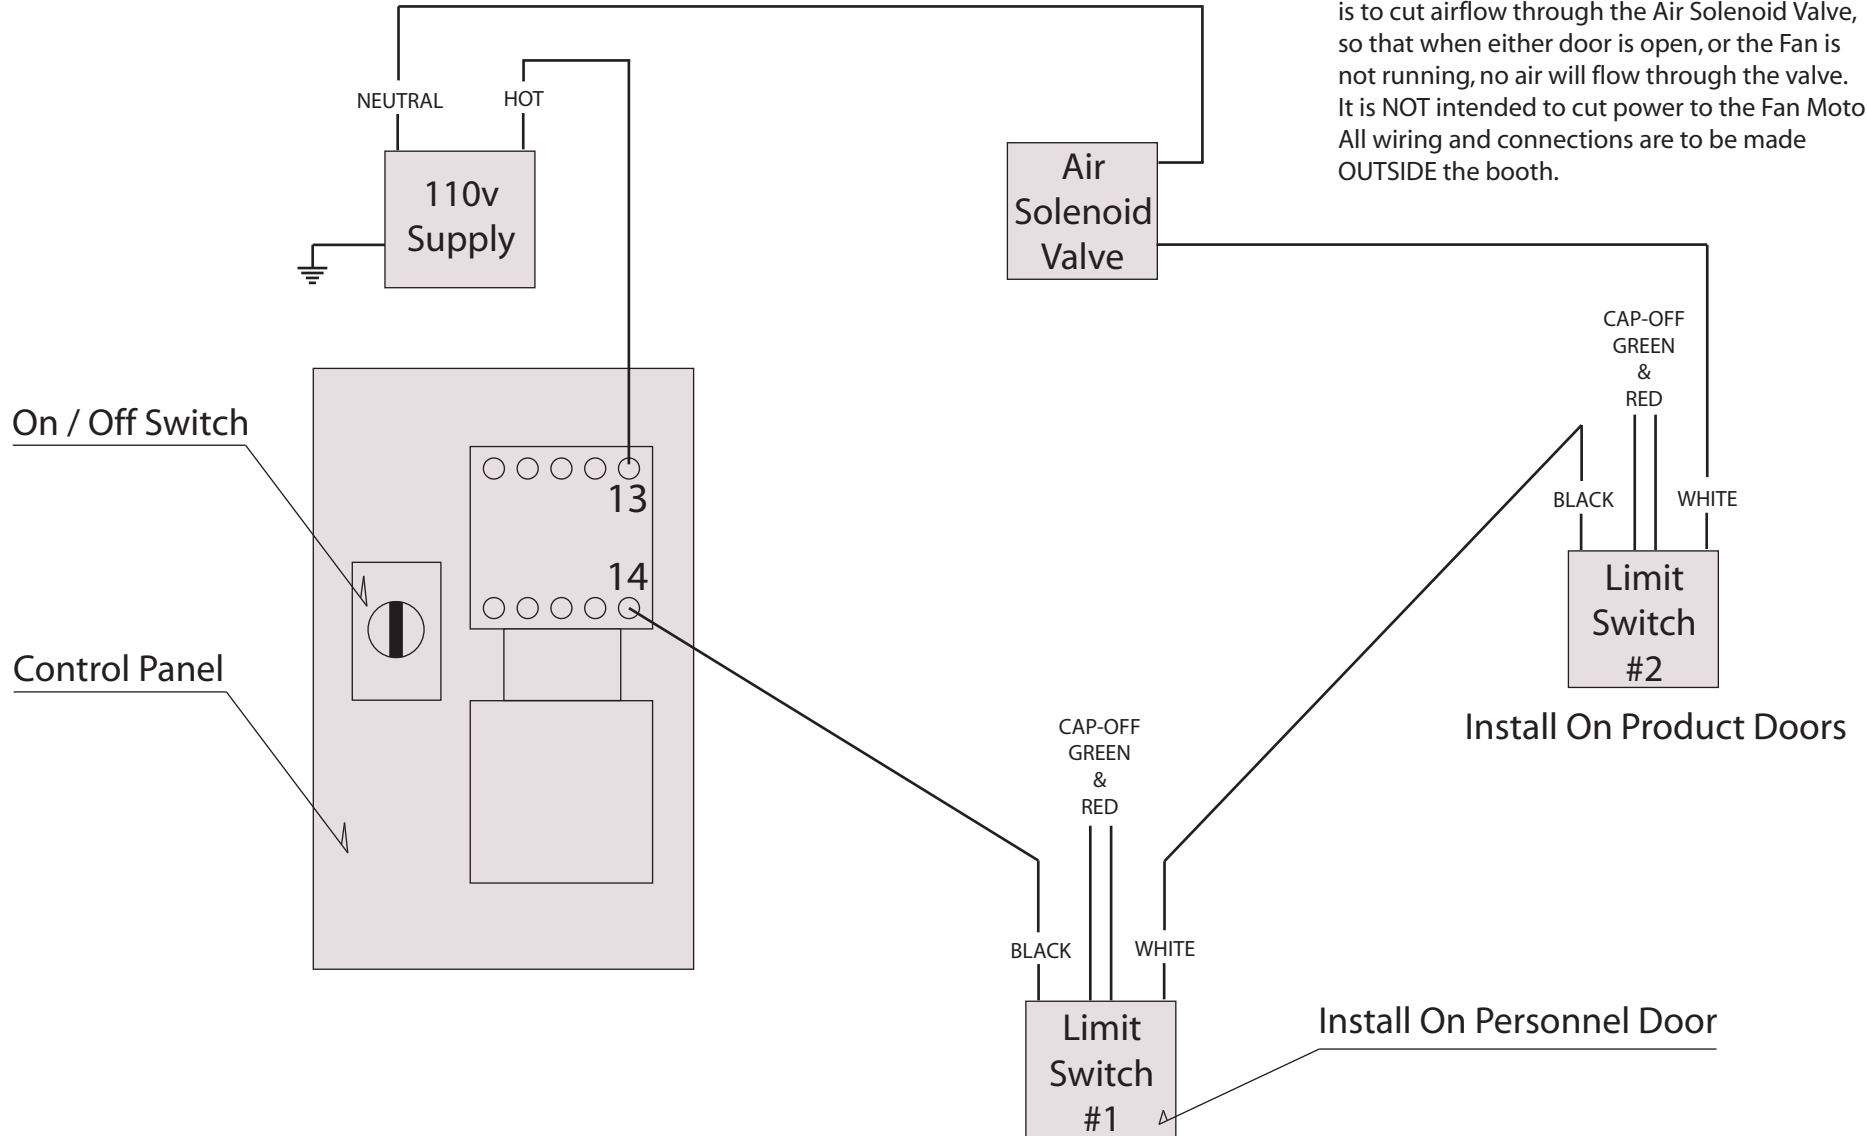 is to cut airflow through the Air Solenoid Valve,
so that when either door is open, or the Fan is
not running, no air will flow through the valve.
It is NOT intended to cut power to the Fan Moto
All wiring and connections are to be made
OUTSIDE the booth.
NEUTRAL
HOT
110v
Supply
Air
Solenoid
Valve
CAP-OFF
GREEN
&
RED
BLACK
WHITE
Limit
Switch
#2
Install On Product Doors
On / Off Switch
13
14
Control Panel
CAP-OFF
GREEN
&
RED
BLACK
WHITE
Limit
Switch
#1
Install On Personnel Door